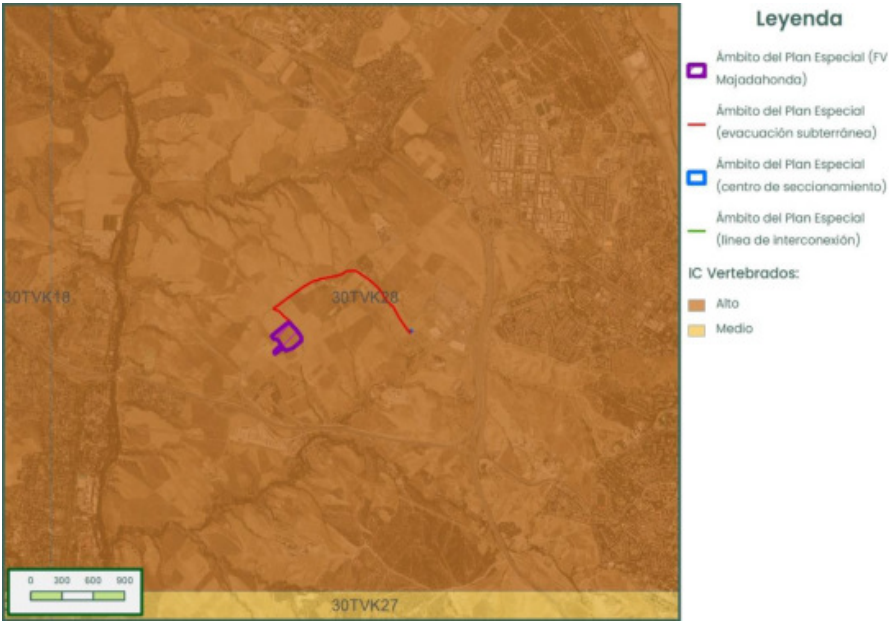 Leyenda
Ámbito del Plan Especial (FV
Majadahonda)
Ámbito del Plan Especial
(evacuación subterránea)
Ámbito del Plan Especial
(centro de seccionamiento)
Ámbito del Plan Especial
(línea de interconexión)
IC Vertebrados:
Alto
Medio
30TVK18
30TVK28
0 300 600 900
30TVK27